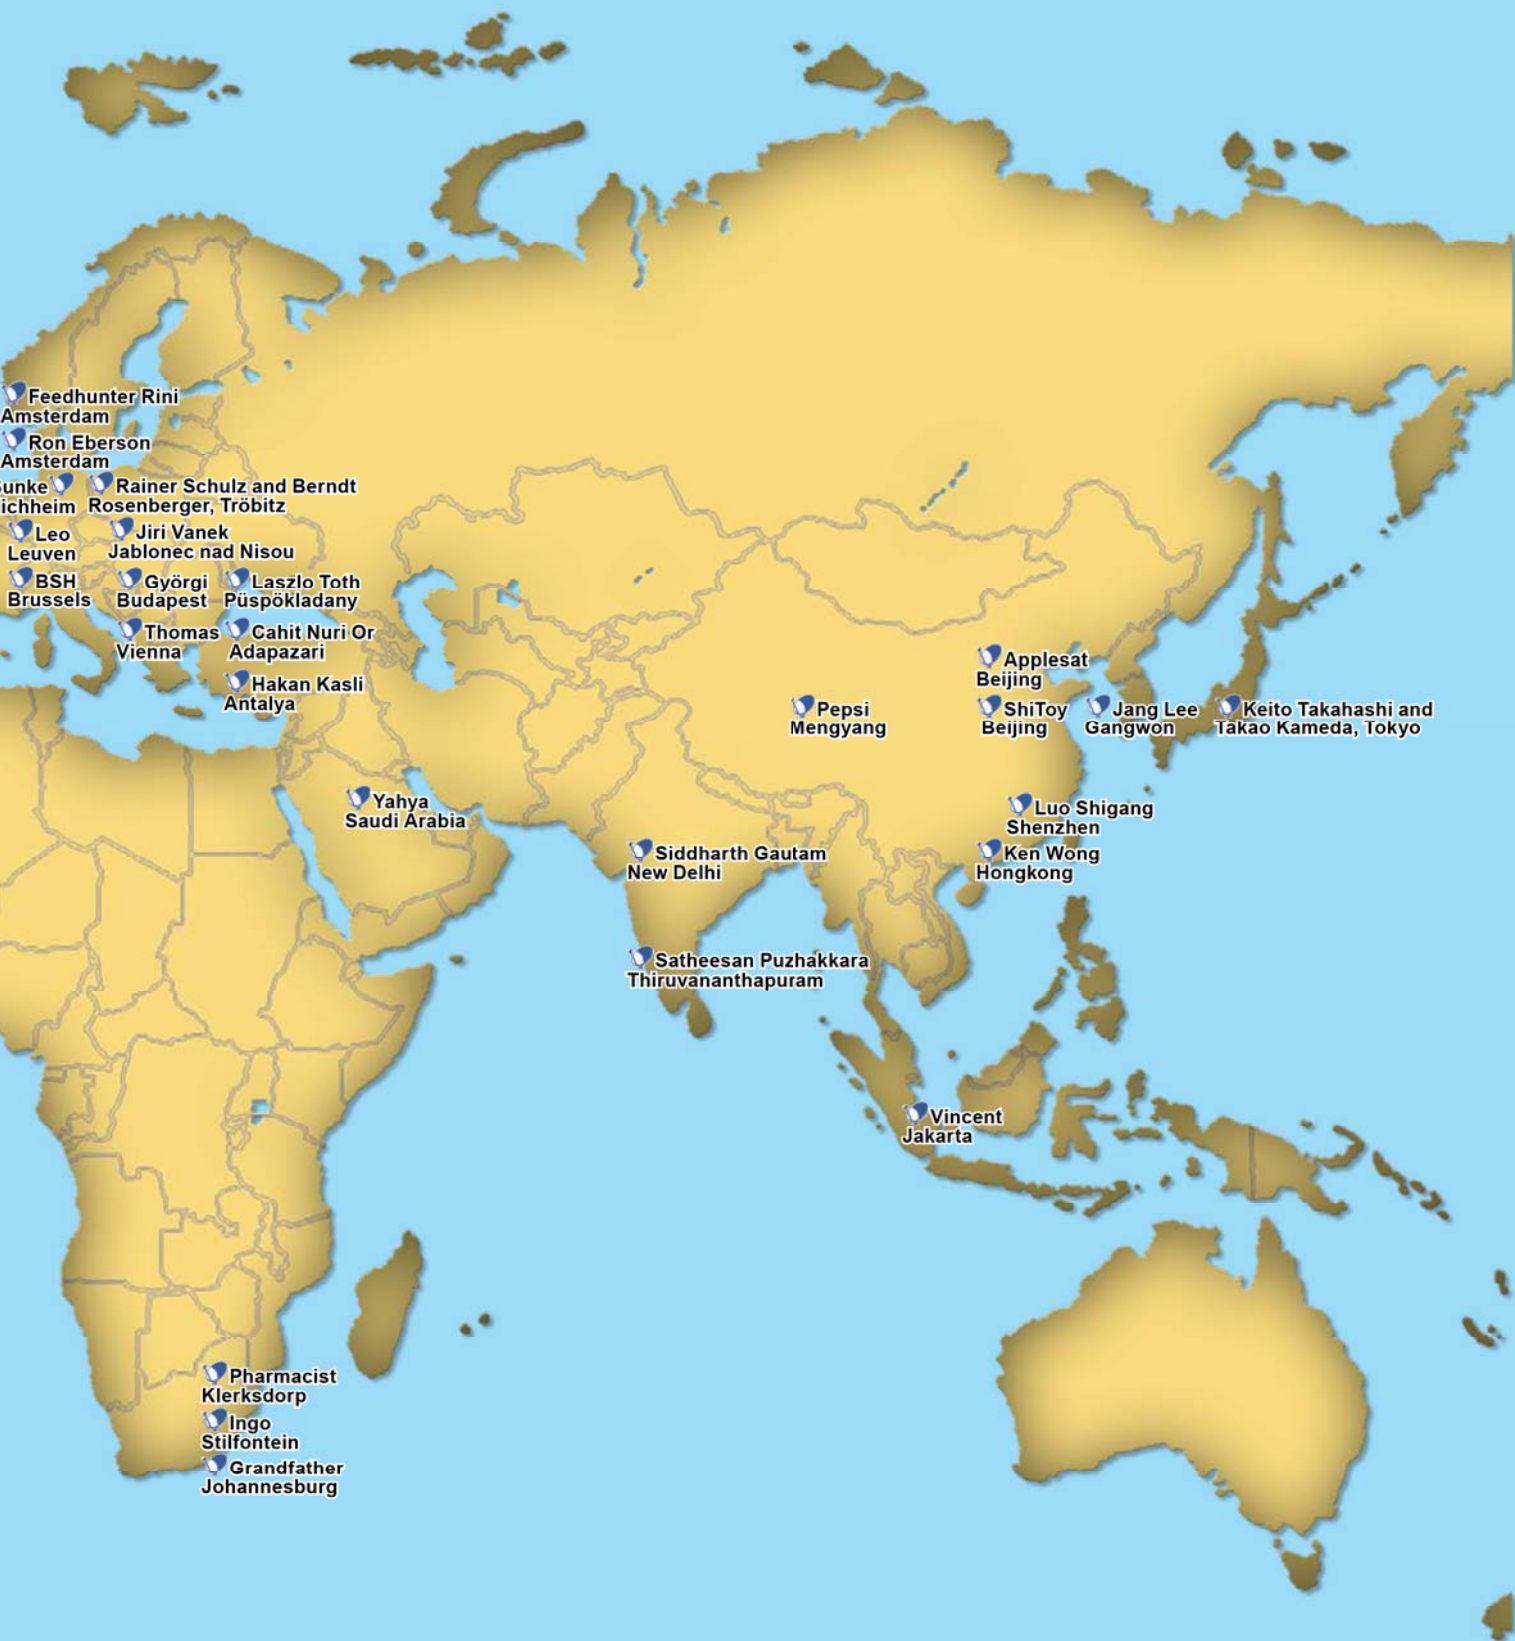 Feedhunter Rini
Amsterdam
Ron Eberson
Amsterdam
Rainer Schulz and Berndt
Rosenberger, Tröbitz
Leo
Leuven
Jiri Vanek
Jablonec nad Nisou
BSH
Brussels
Györgi
Budapest
Laszlo Toth
Püspökladany
Thomas
Vienna
Cahit Nuri Or
Adapazari
Hakan Kasli
Antalya
Applesat
Beijing
Pepsi
Mengyang
ShiToy
Beijing
Jang Lee
Gangwon
Keito Takahashi and
Takao Kameda, Tokyo
Yahya
Saudi Arabia
Luo Shigang
Shenzhen
Siddharth Gautam
New Delhi
Ken Wong
Hongkong
Satheesan Puzhakkara
Thiruvananthapuram
Vincent
Jakarta
Pharmacist
Klerksdorp
Ingo
Stilfontein
Grandfather
Johannesburg